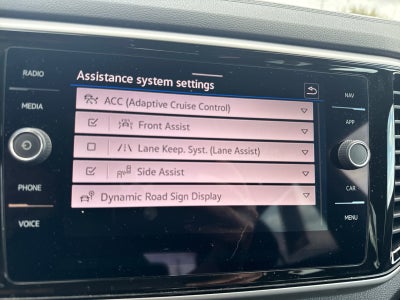 RADIO
MEDIA
PHONE
VOICE
Assistance system settings
ACC (Adaptive Cruise Control)
Front Assist
Lane Keep. Syst. (Lane Assist)
Side Assist
Dynamic Road Sign Display
NAV
APP
CAR
MENU